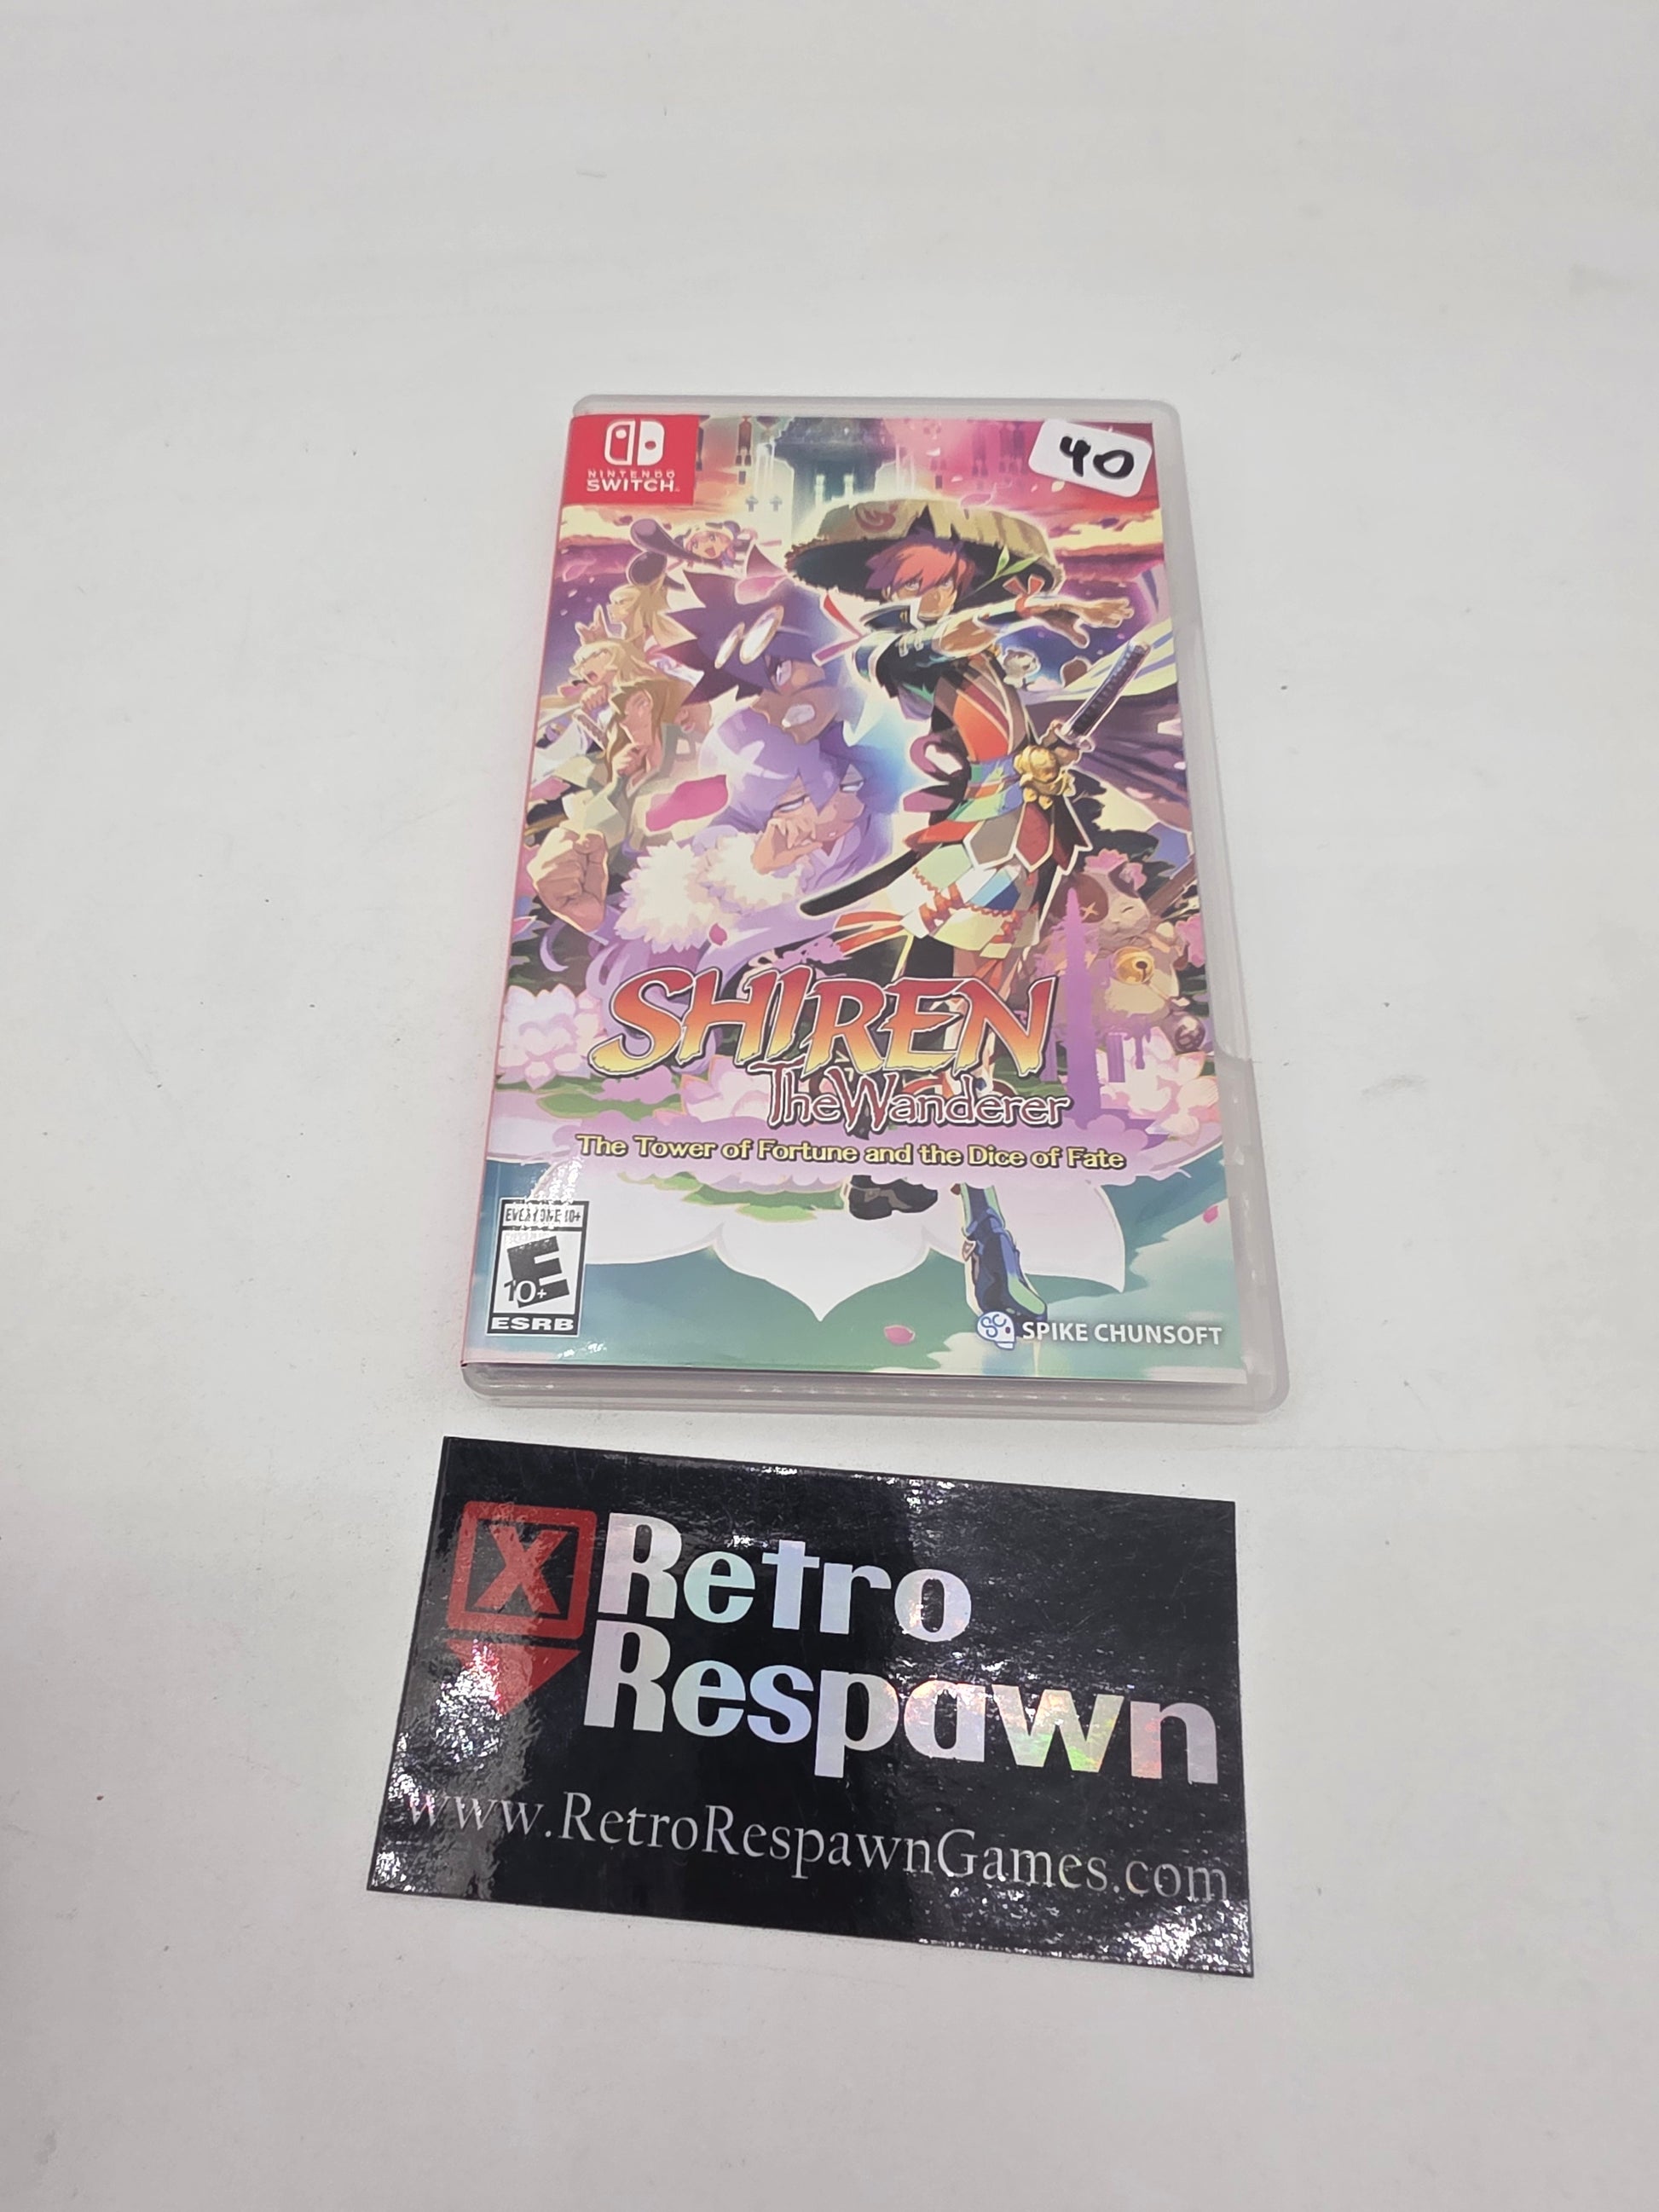 NINTENDO
SWITCH
40
SHIREN
The Wanderer
The Tower of Fortune and the Dice of Fate
EVERYONE 10+
E
10+
ESRB
SC
SPIKE CHUNSOFT
X Retro
Respawn
www.RetroRespawnGames.com